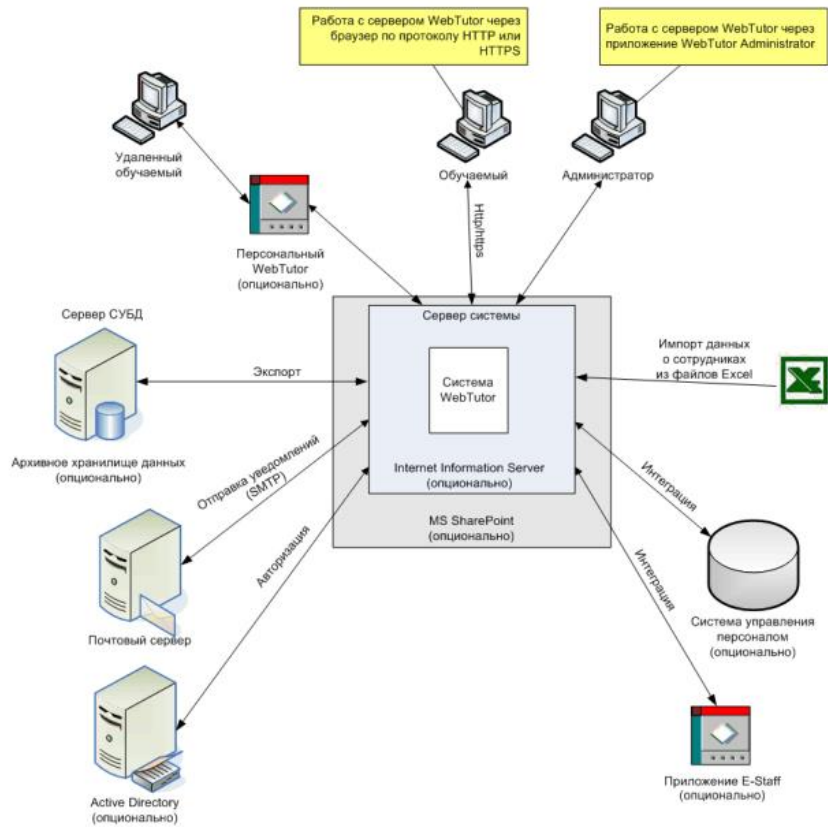 Работа с сервером WebTutor через
браузер по протоколу HTTP или
HTTPS
Работа с сервером WebTutor через
приложение WebTutor Administrator
Удаленный
обучаемый
Обучаемый
Администратор
Персональный
WebTutor
(опционально)
Http/https
Сервер СУБД
Сервер системы
Экспорт
Система
WebTutor
Импорт данных
о сотрудниках
из файлов Excel
Архивное хранилище данных
(опционально)
Отправка уведомлений
(SMTP)
Internet Information Server
(опционально)
Интеграция
MS SharePoint
(опционально)
Авторизация
Интеграция
Почтовый сервер
Система управления
персоналом
(опционально)
Active Directory
(опционально)
Приложение E-Staff
(опционально)